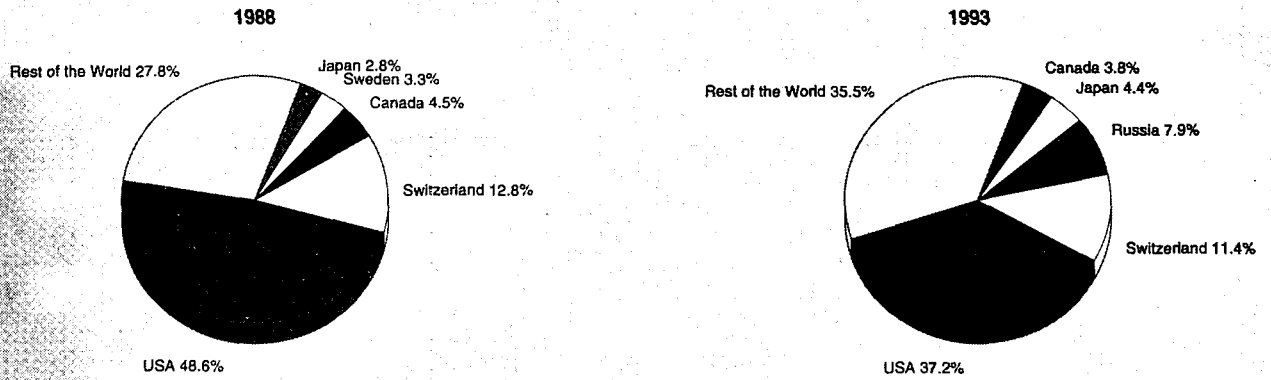 1988
Rest of the World 27.8%
Japan 2.8%
Sweden 3.3%
Canada 4.5%
Switzerland 12.8%
USA 48.6%
1993
Rest of the World 35.5%
Canada 3.8%
Japan 4.4%
Russia 7.9%
Switzerland 11.4%
USA 37.2%